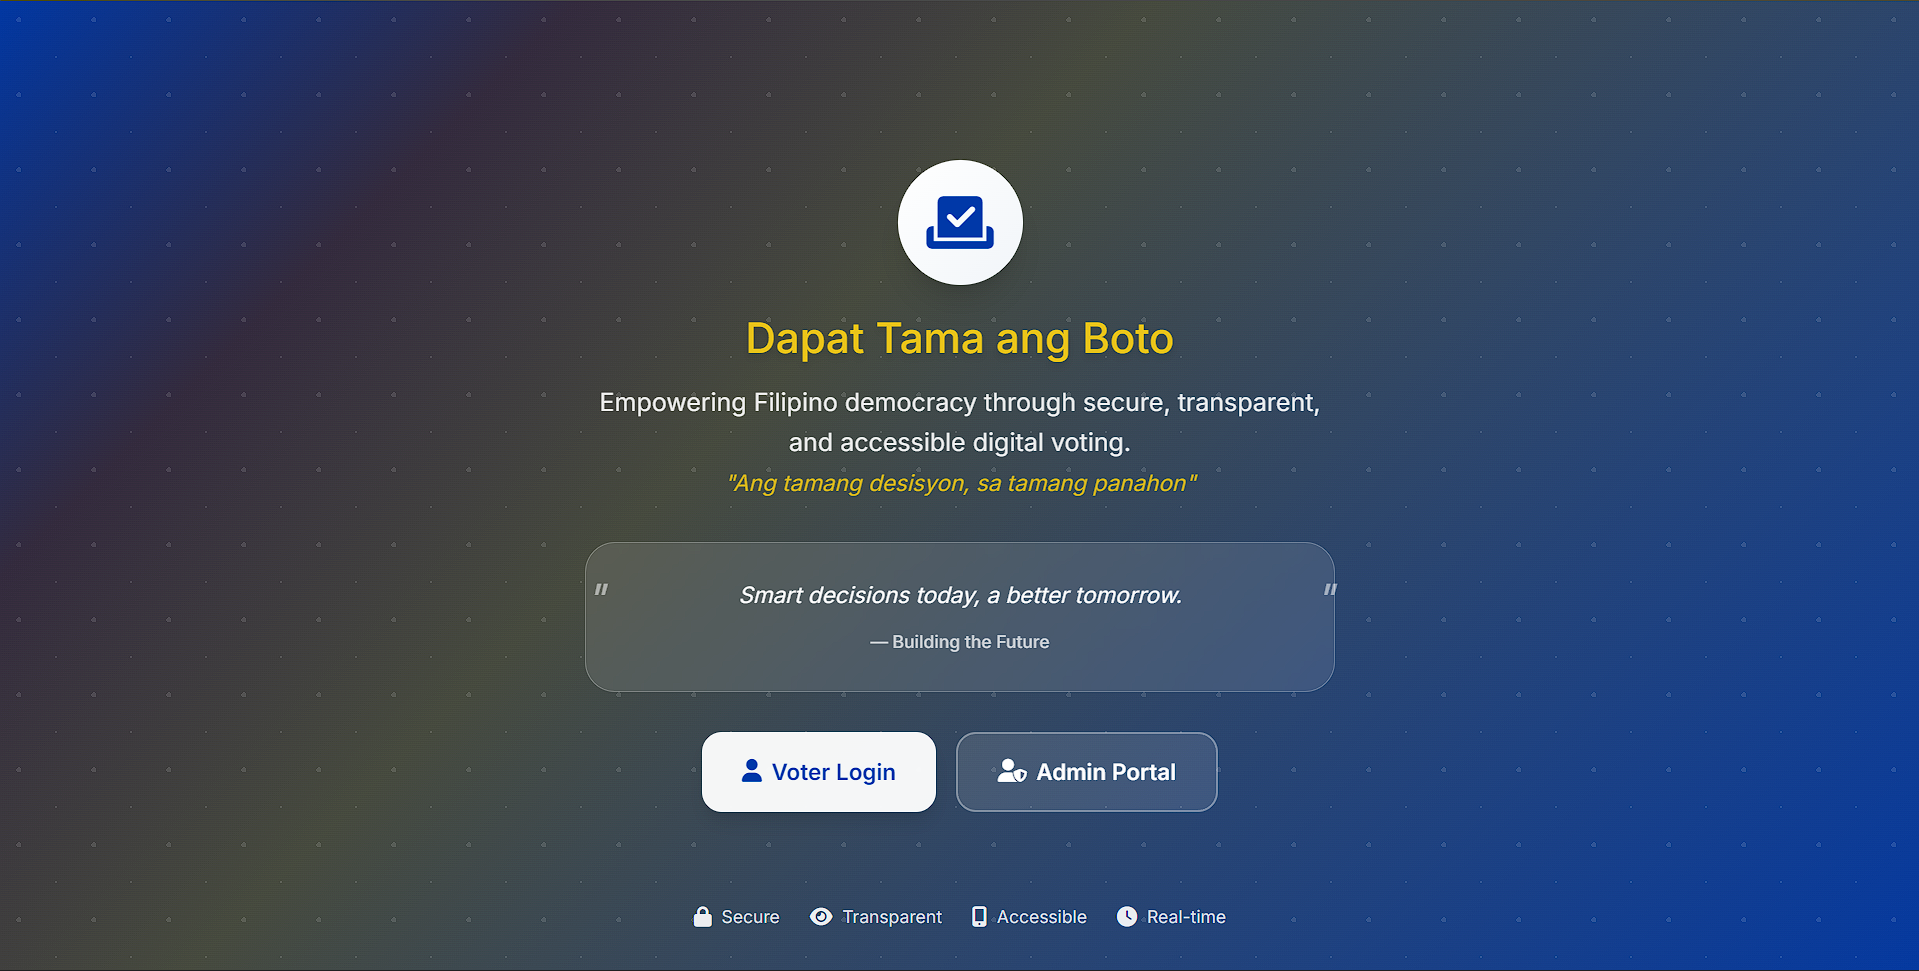 Dapat Tama ang Boto
Empowering Filipino democracy through secure, transparent,
and accessible digital voting.
"Ang tamang desisyon, sa tamang panahon"
" Smart decisions today, a better tomorrow. "
— Building the Future
Voter Login
Admin Portal
Secure
Transparent
Accessible
Real-time